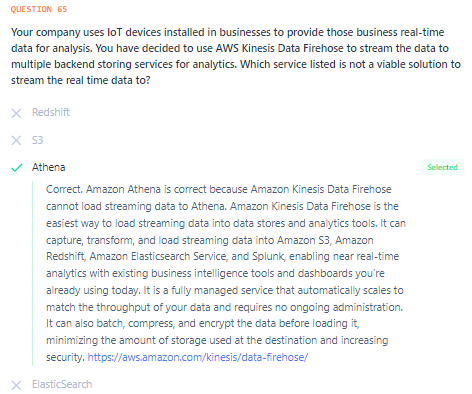 QUESTION 65
Your company uses IoT devices installed in businesses to provide those business real-time
data for analysis. You have decided to use AWS Kinesis Data Firehose to stream the data to
multiple backend storing services for analytics. Which service listed is not a viable solution to
stream the real time data to?
Redshift
S3
Athena
Selected
Correct. Amazon Athena is correct because Amazon Kinesis Data Firehose
cannot load streaming data to Athena. Amazon Kinesis Data Firehose is the
easiest way to load streaming data into data stores and analytics tools. It can
capture, transform, and load streaming data into Amazon S3, Amazon
Redshift, Amazon Elasticsearch Service, and Splunk, enabling near real-time
analytics with existing business intelligence tools and dashboards you're
already using today. It is a fully managed service that automatically scales to
match the throughput of your data and requires no ongoing administration.
It can also batch, compress, and encrypt the data before loading it,
minimizing the amount of storage used at the destination and increasing
security. https://aws.amazon.com/kinesis/data-firehose/
ElasticSearch